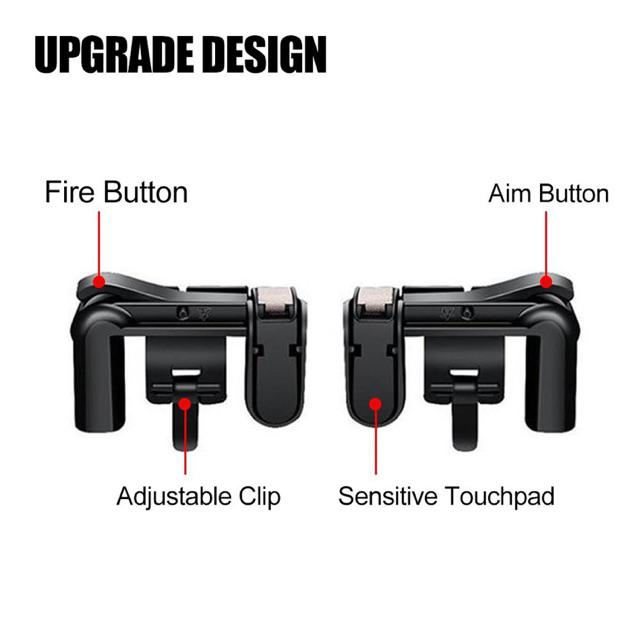 UPGRADE DESIGN
Fire Button
Aim Button
Adjustable Clip
Sensitive Touchpad